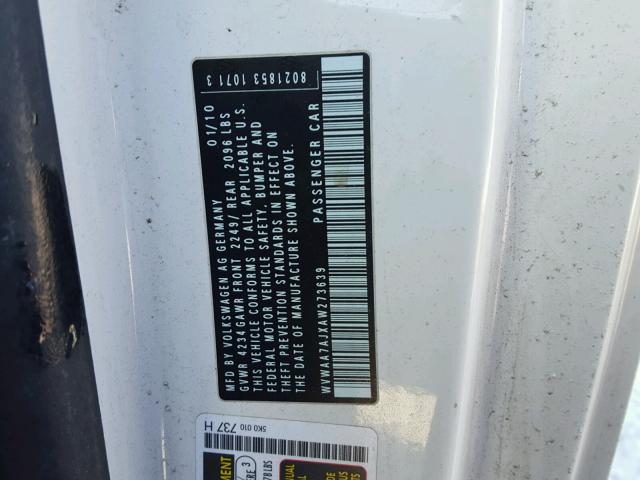 MFD BY VOLKSWAGEN AG GERMANY 01/10
GVWR 4234 GAWR FRONT 2249/ REAR 2096 LBS
THIS VEHICLE CONFORMS TO ALL APPLICABLE U.S.
FEDERAL MOTOR VEHICLE SAFETY, BUMPER AND
THEFT PREVENTION STANDARDS IN EFFECT ON
THE DATE OF MANUFACTURE SHOWN ABOVE.
8021853 1071 3
PASSENGER CAR
WVWAA7AJXAW273639
5K0 010 737 H